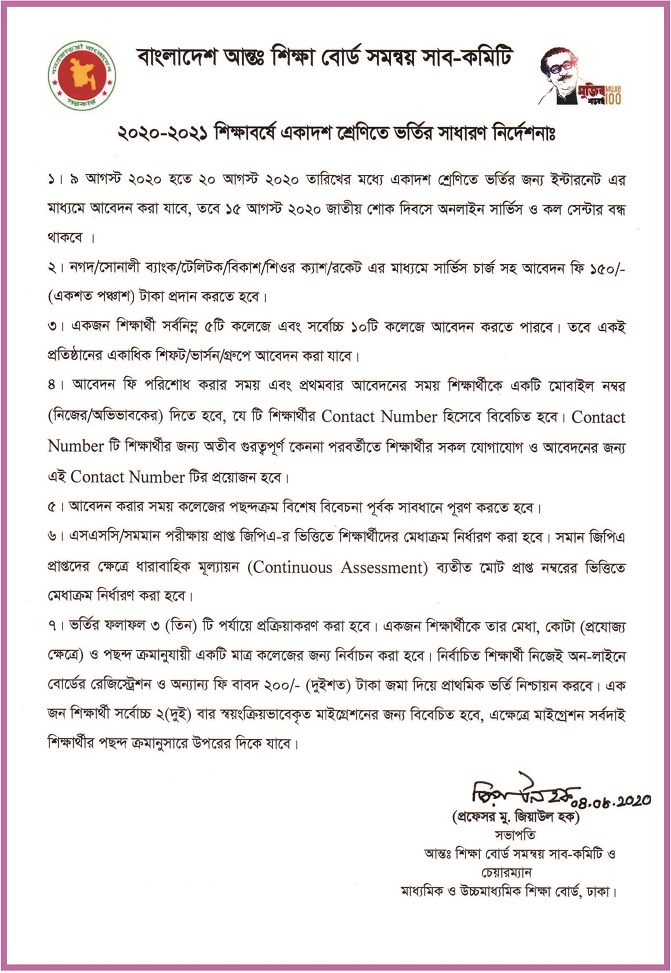 বাংলাদেশ আন্তঃ শিক্ষা বোর্ড সমন্বয় সাব-কমিটি
মুজিব
শতবর্ষ
MUJIB
100
২০২০-২০২১ শিক্ষাবর্ষে একাদশ শ্রেণিতে ভর্তির সাধারণ নির্দেশনাঃ
১। ৯ আগস্ট ২০২০ হতে ২০ আগস্ট ২০২০ তারিখের মধ্যে একাদশ শ্রেণিতে ভর্তির জন্য ইন্টারনেট এর
মাধ্যমে আবেদন করা যাবে, তবে ১৫ আগস্ট ২০২০ জাতীয় শোক দিবসে অনলাইন সার্ভিস ও কল সেন্টার বন্ধ
থাকবে ।
২। নগদ/সোনালী ব্যাংক/টেলিটক/বিকাশ/শিওর ক্যাশ/রকেট এর মাধ্যমে সার্ভিস চার্জ সহ আবেদন ফি ১৫০/-
(একশত পঞ্চাশ) টাকা প্রদান করতে হবে।
৩। একজন শিক্ষার্থী সর্বনিম্ন ৫টি কলেজে এবং সর্বোচ্চ ১০টি কলেজে আবেদন করতে পারবে। তবে একই
প্রতিষ্ঠানের একাধিক শিফট/ভার্সন/গ্রুপে আবেদন করা যাবে।
৪। আবেদন ফি পরিশোধ করার সময় এবং প্রথমবার আবেদনের সময় শিক্ষার্থীকে একটি মোবাইল নম্বর
(নিজের/অভিভাবকের) দিতে হবে, যে টি শিক্ষার্থীর Contact Number হিসেবে বিবেচিত হবে। Contact
Number টি শিক্ষার্থীর জন্য অতীব গুরত্বপূর্ণ কেননা পরবর্তীতে শিক্ষার্থীর সকল যোগাযোগ ও আবেদনের জন্য
এই Contact Number টির প্রয়োজন হবে।
৫। আবেদন করার সময় কলেজের পছন্দক্রম বিশেষ বিবেচনা পূর্বক সাবধানে পূরণ করতে হবে।
৬। এসএসসি/সমমান পরীক্ষায় প্রাপ্ত জিপিএ-র ভিত্তিতে শিক্ষার্থীদের মেধাক্রম নির্ধারণ করা হবে। সমান জিপিএ
প্রাপ্তদের ক্ষেত্রে ধারাবাহিক মূল্যায়ন (Continuous Assessment) ব্যতীত মোট প্রাপ্ত নম্বরের ভিত্তিতে
মেধাক্রম নির্ধারণ করা হবে।
৭। ভর্তির ফলাফল ৩ (তিন) টি পর্যায়ে প্রক্রিয়াকরণ করা হবে। একজন শিক্ষার্থীকে তার মেধা, কোটা (প্রযোজ্য
ক্ষেত্রে) ও পছন্দ ক্রমানুযায়ী একটি মাত্র কলেজের জন্য নির্বাচন করা হবে। নির্বাচিত শিক্ষার্থী নিজেই অন-লাইনে
বোর্ডের রেজিস্ট্রেশন ও অন্যান্য ফি বাবদ ২০০/- (দুইশত) টাকা জমা দিয়ে প্রাথমিক ভর্তি নিশ্চায়ন করবে। এক
জন শিক্ষার্থী সর্বোচ্চ ২(দুই) বার স্বয়ংক্রিয়ভাবেকৃত মাইগ্রেশনের জন্য বিবেচিত হবে, এক্ষেত্রে মাইগ্রেশন সর্বদাই
শিক্ষার্থীর পছন্দ ক্রমানুসারে উপরের দিকে যাবে।
০৪.০৮.২০২০
(প্রফেসর মু. জিয়াউল হক)
সভাপতি
আন্তঃ শিক্ষা বোর্ড সমন্বয় সাব-কমিটি ও
চেয়ারম্যান
মাধ্যমিক ও উচ্চমাধ্যমিক শিক্ষা বোর্ড, ঢাকা।